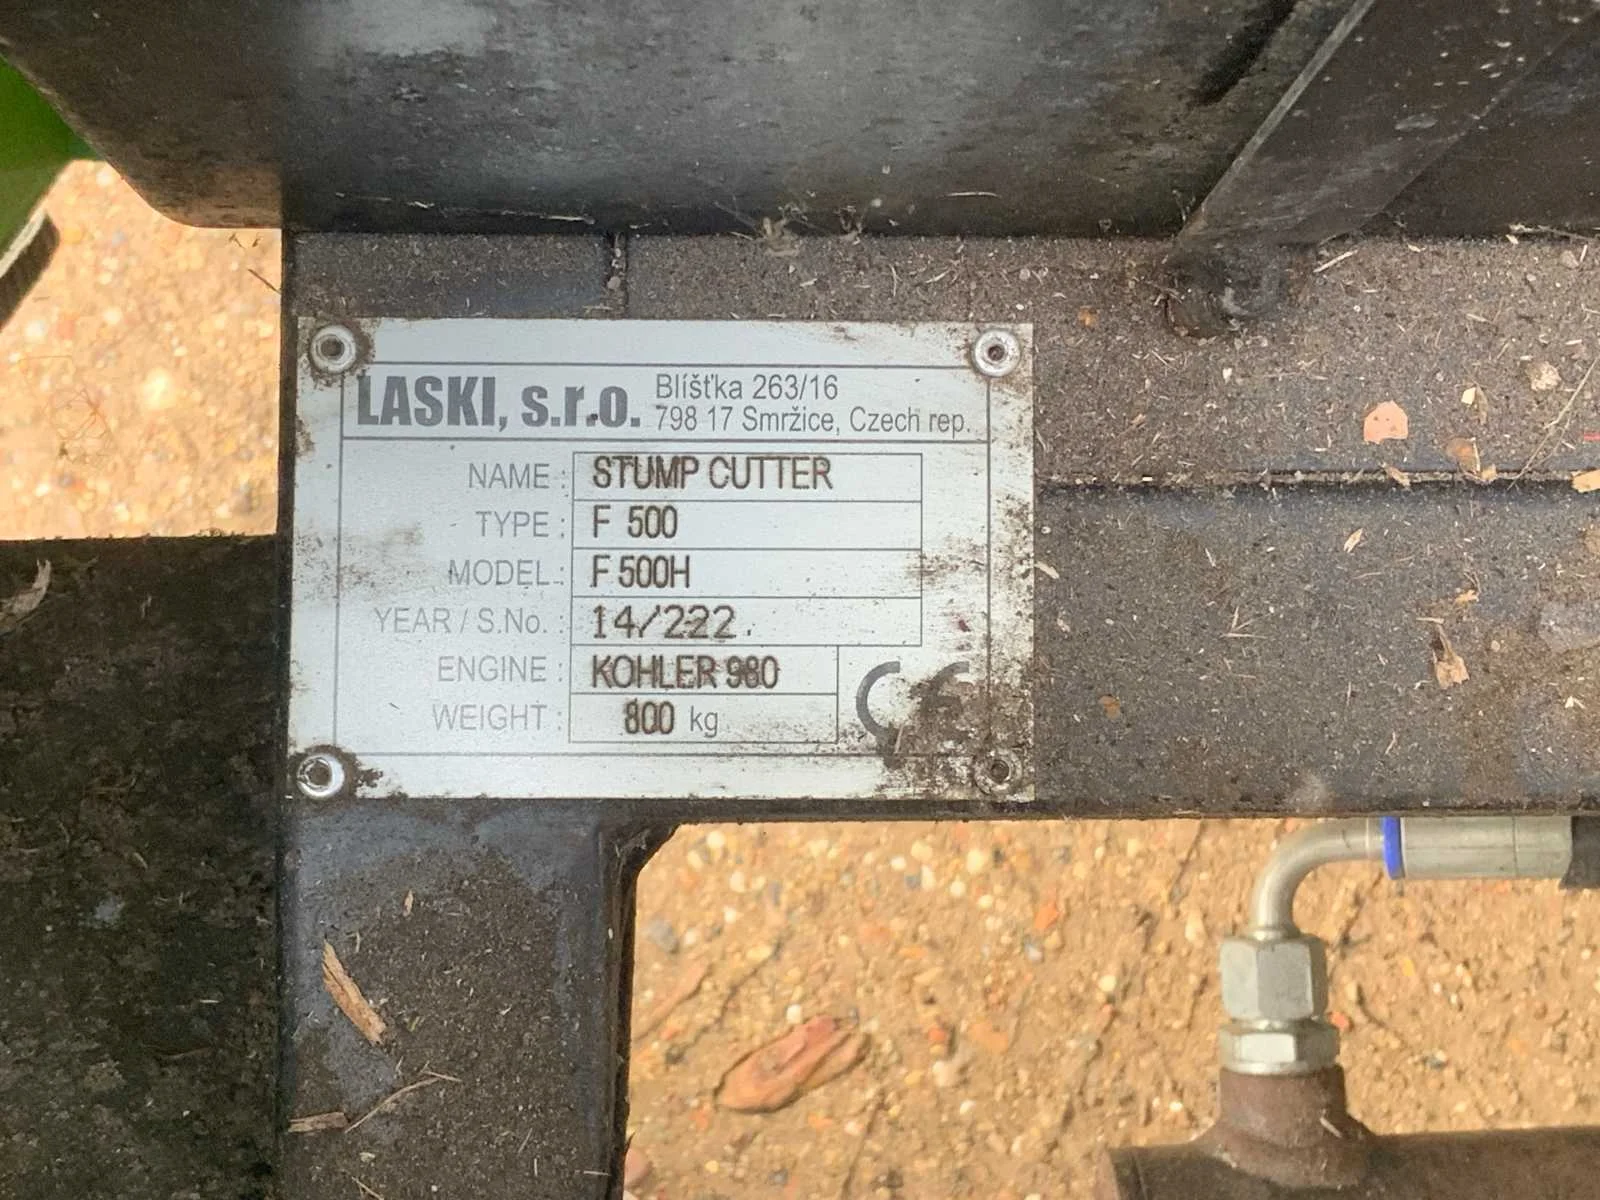 LASKI, s.r.o.
Blíšťka 263/16
798 17 Smržice, Czech rep.
NAME : STUMP CUTTER
TYPE : F 500
MODEL : F 500H
YEAR / S.No. : 14/222.
ENGINE : KOHLER 980
WEIGHT : 800 kg
CE